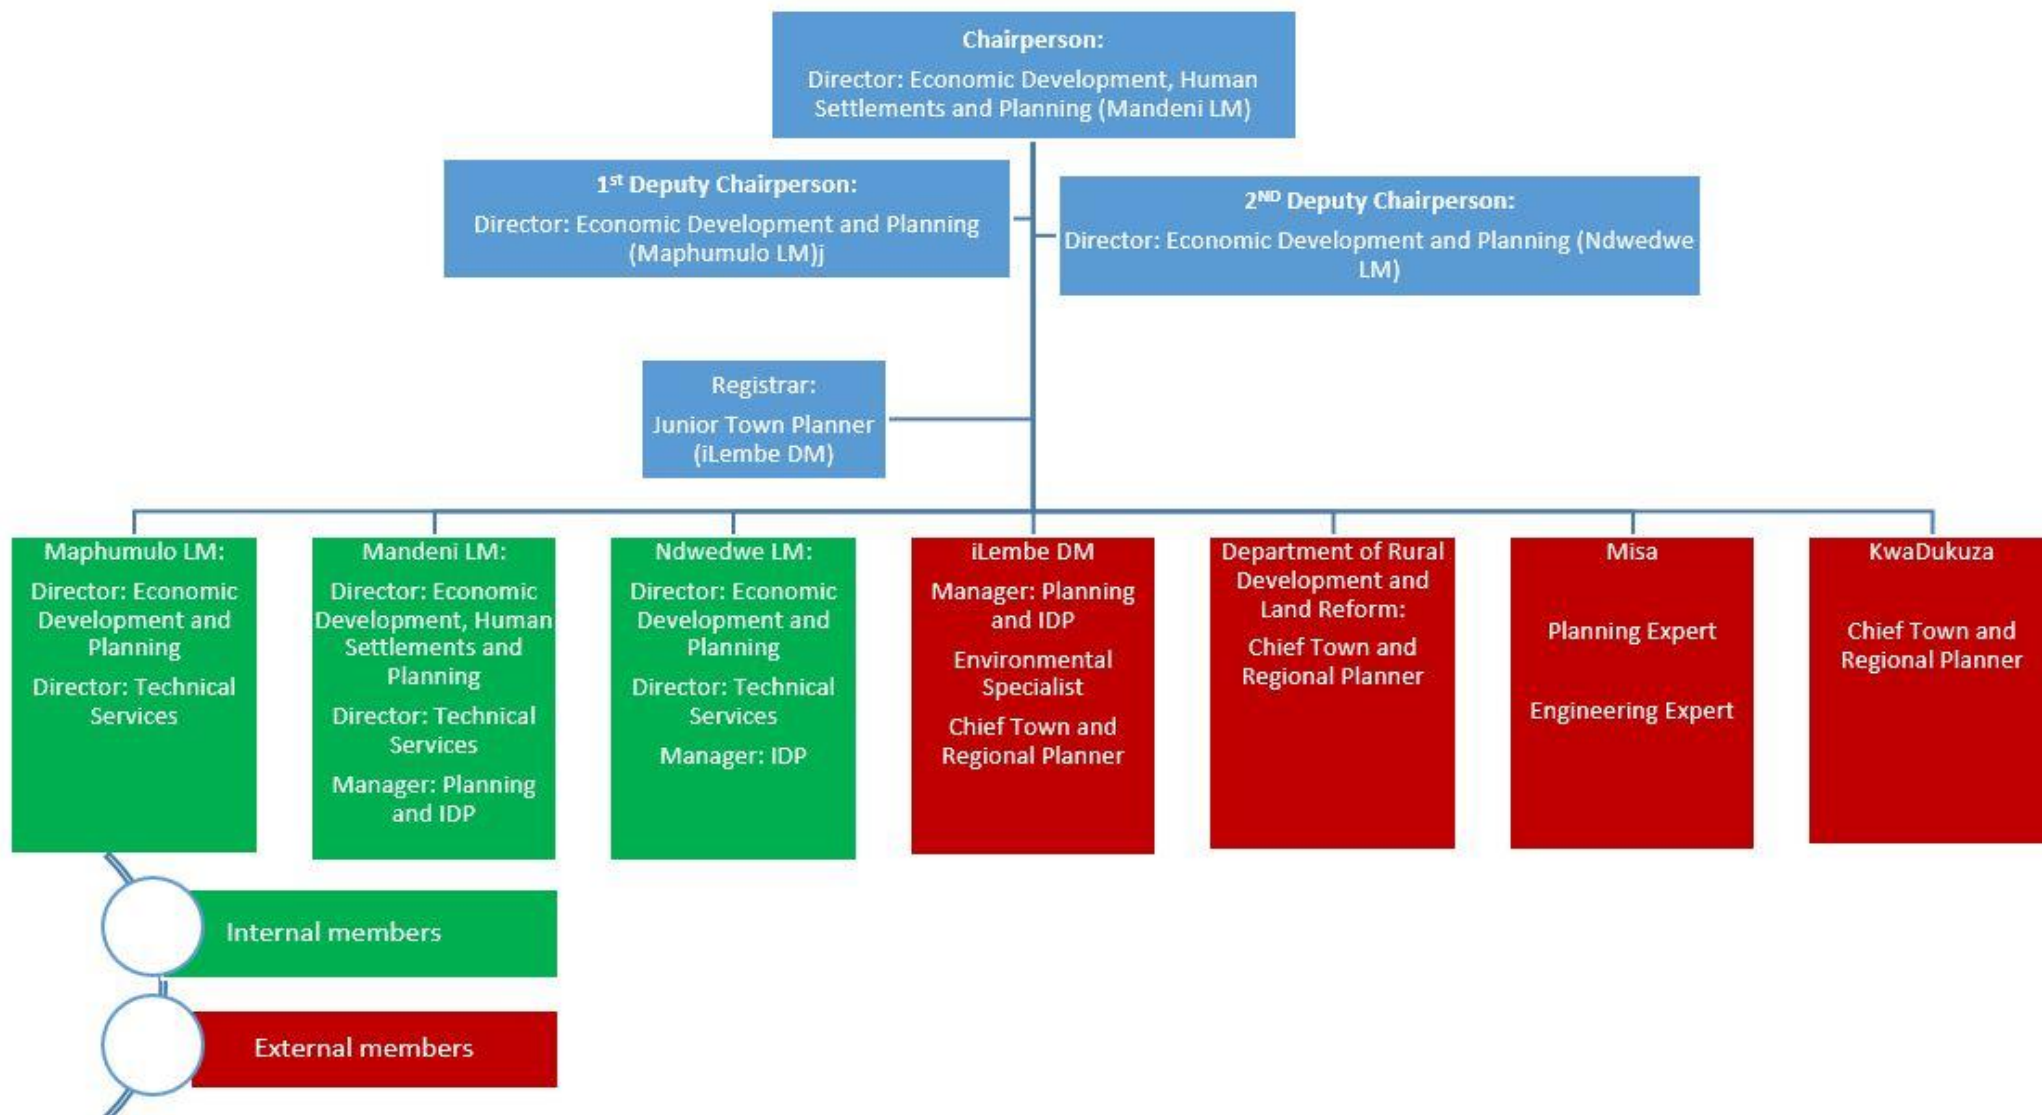 Chairperson:
Director: Economic Development, Human
Settlements and Planning (Mandeni LM)
1st Deputy Chairperson:
Director: Economic Development and Planning
(Maphumulo LM)j
2ND Deputy Chairperson:
Director: Economic Development and Planning (Ndwedwe
LM)
Registrar:
Junior Town Planner
(iLembe DM)
Maphumulo LM:
Director: Economic
Development and
Planning
Director: Technical
Services
Mandeni LM:
Director: Economic
Development, Human
Settlements and
Planning
Director: Technical
Services
Manager: Planning
and IDP
Ndwedwe LM:
Director: Economic
Development and
Planning
Director: Technical
Services
Manager: IDP
iLembe DM
Manager: Planning
and IDP
Environmental
Specialist
Chief Town and
Regional Planner
Department of Rural
Development and
Land Reform:
Chief Town and
Regional Planner
Misa
Planning Expert
Engineering Expert
KwaDukuza
Chief Town and
Regional Planner
Internal members
External members